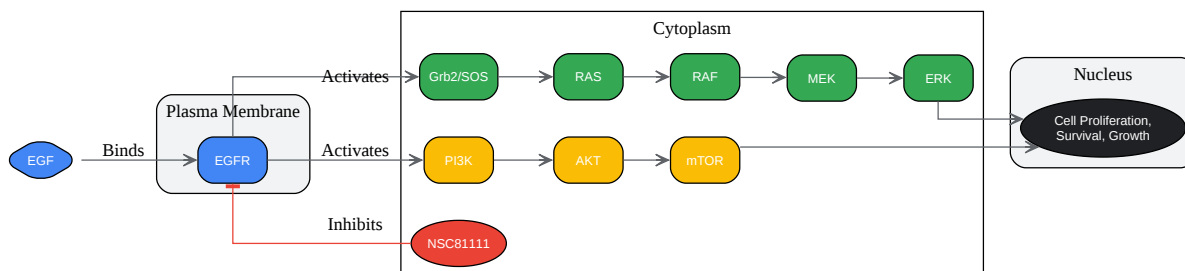 Cytoplasm
Activates
Grb2/SOS
RAS
RAF
MEK
ERK
Nucleus
Cell Proliferation,
Survival, Growth
Plasma Membrane
EGF
Binds
EGFR
Activates
PI3K
AKT
mTOR
Inhibits
NSC81111